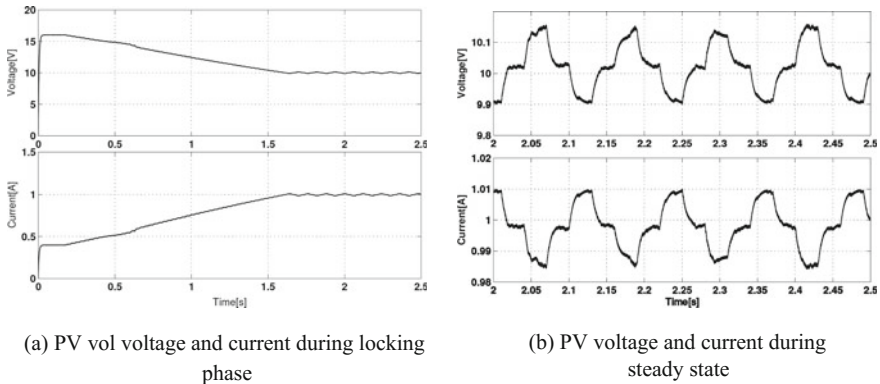 20
15
10
5
0
Voltage[V]
0 0.5 1 1.5 2 2.5
1.5
1
0.5
0
Current[A]
0 0.5 1 1.5 2 2.5
Time[s]
(a) PV vol voltage and current during locking
phase
10.1
10
9.9
9.8
Voltage[V]
2 2.05 2.1 2.15 2.2 2.25 2.3 2.35 2.4 2.45 2.5
1.02
1.01
1
0.99
0.98
Current[A]
2 2.05 2.1 2.15 2.2 2.25 2.3 2.35 2.4 2.45 2.5
Time[s]
(b) PV voltage and current during
steady state